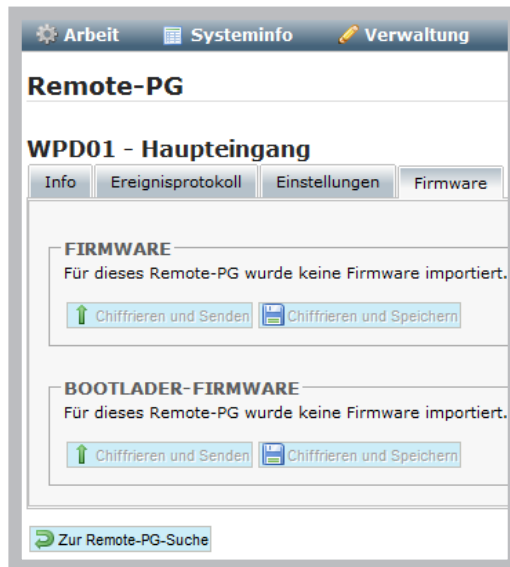 Arbeit Systeminfo Verwaltung
Remote-PG
WPD01 - Haupteingang
Info Ereignisprotokoll Einstellungen Firmware
FIRMWARE
Für dieses Remote-PG wurde keine Firmware importiert.
Chiffrieren und Senden Chiffrieren und Speichern
BOOTLADER-FIRMWARE
Für dieses Remote-PG wurde keine Firmware importiert.
Chiffrieren und Senden Chiffrieren und Speichern
Zur Remote-PG-Suche